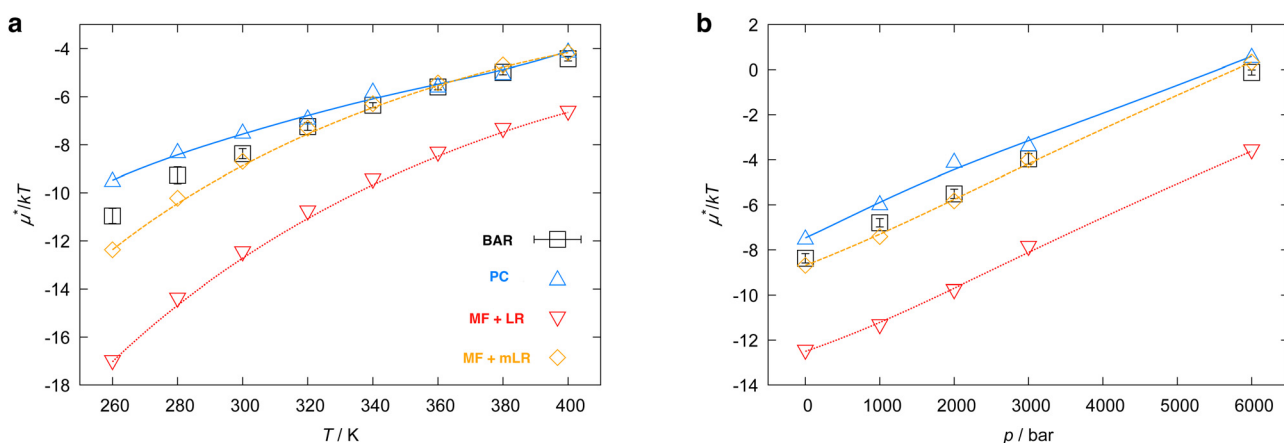 a
-4
-6
-8
-10
-12
-14
-16
-18
μ*/kT
260 280 300 320 340 360 380 400
T / K
BAR
PC
MF + LR
MF + mLR
b
2
0
-2
-4
-6
-8
-10
-12
-14
μ*/kT
0 1000 2000 3000 4000 5000 6000
p / bar